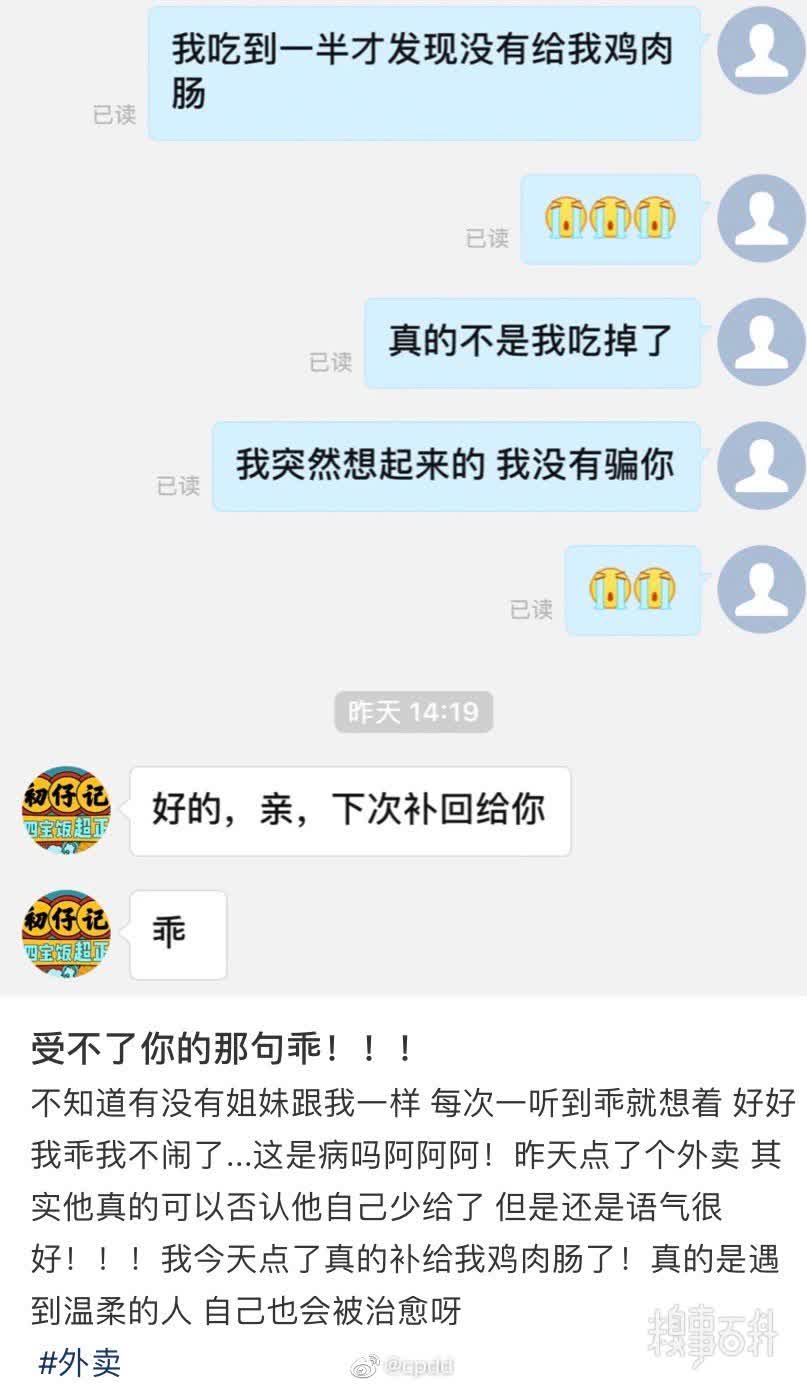 我吃到一半才发现没有给我鸡肉
肠
已读
已读
真的不是我吃掉了
已读
我突然想起来的 我没有骗你
已读
已读
昨天 14:19
初仔记
四宝饭超正
好的，亲，下次补回给你
初仔记
四宝饭超正
乖
受不了你的那句乖！！！
不知道有没有姐妹跟我一样 每次一听到乖就想着 好好
我乖我不闹了...这是病吗阿阿阿！昨天点了个外卖 其
实他真的可以否认他自己少给了 但是还是语气很
好！！！我今天点了真的补给我鸡肉肠了！真的是遇
到温柔的人 自己也会被治愈呀
#外卖
@cpdd
糗事百科